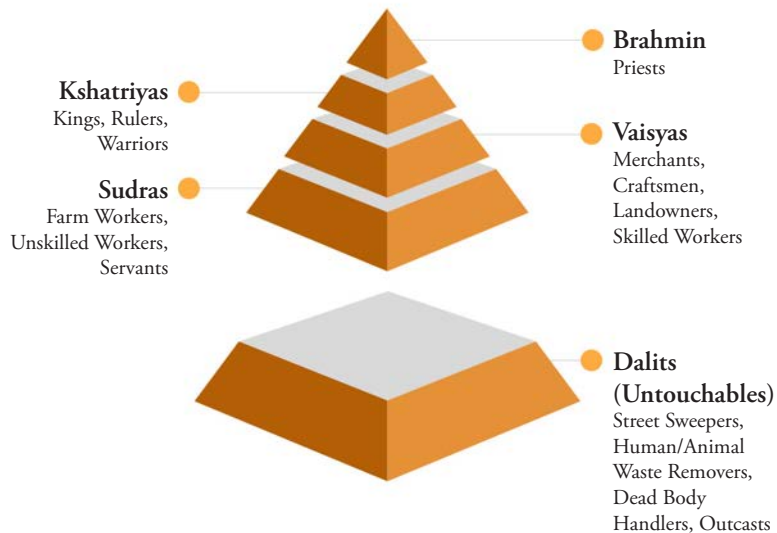 Brahmin
Priests
Kshatriyas
Kings, Rulers,
Warriors
Vaisyas
Merchants,
Craftsmen,
Landowners,
Skilled Workers
Sudras
Farm Workers,
Unskilled Workers,
Servants
Dalits
(Untouchables)
Street Sweepers,
Human/Animal
Waste Removers,
Dead Body
Handlers, Outcasts